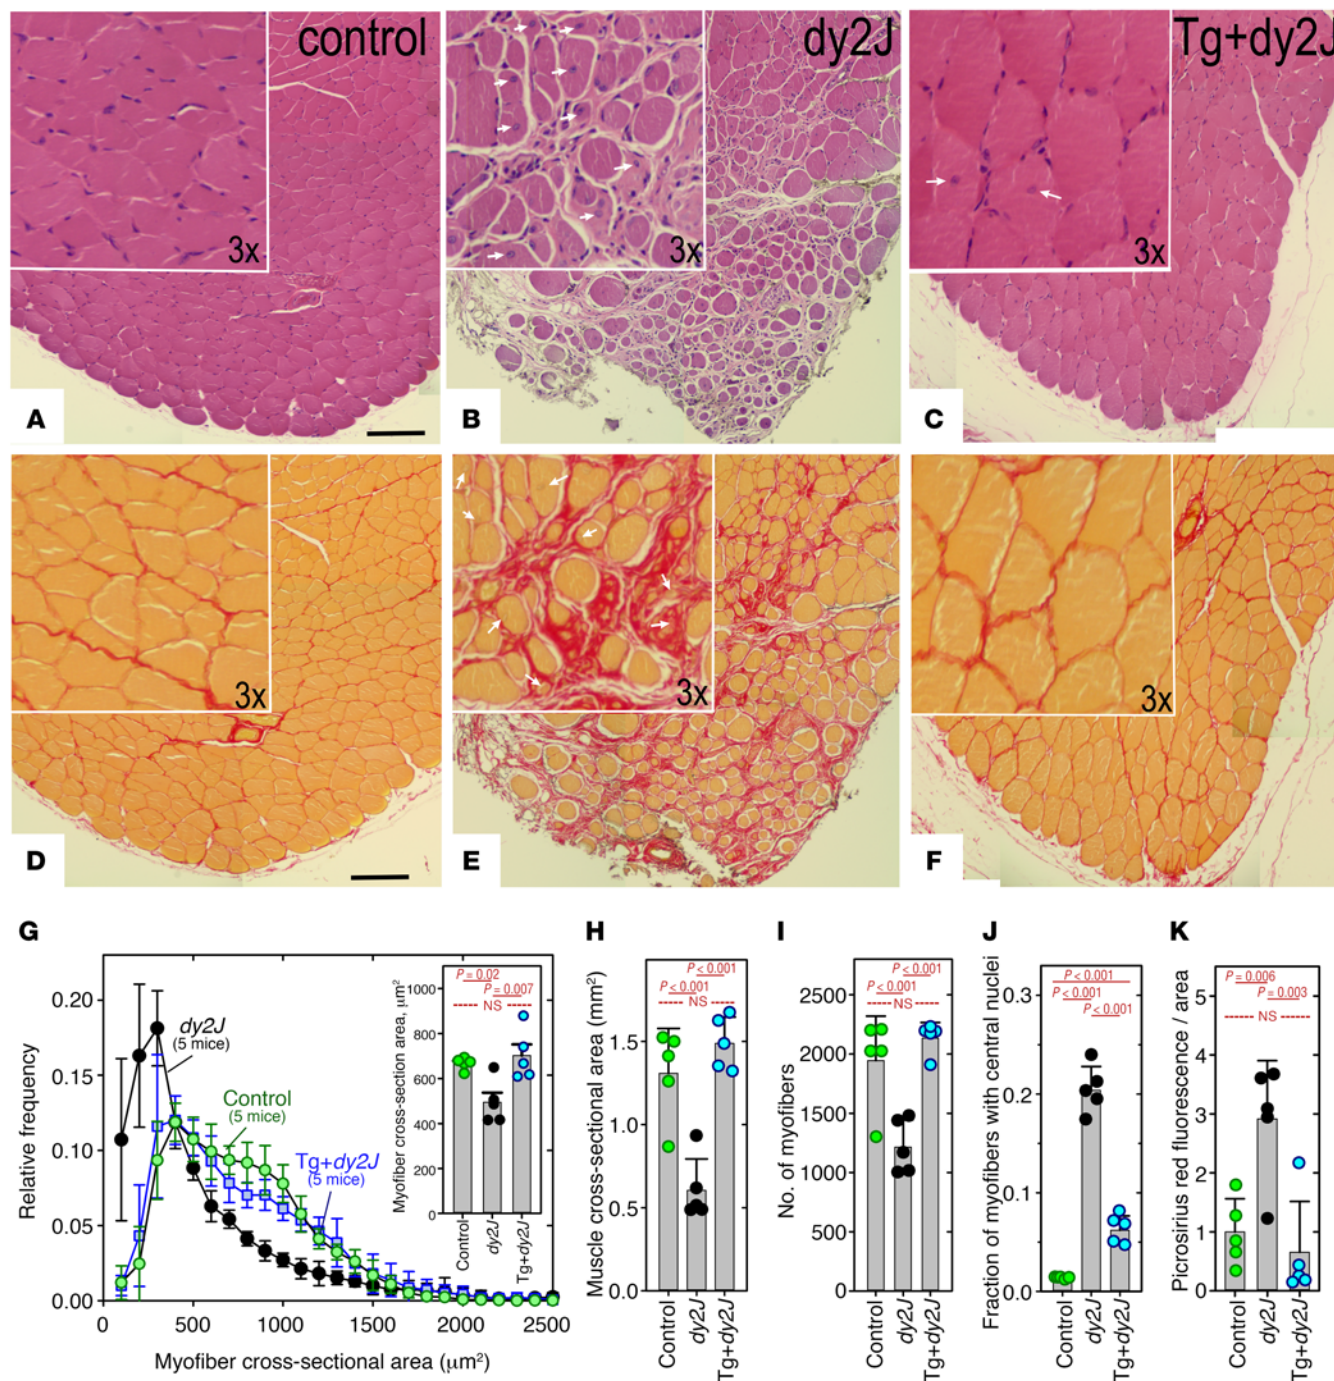 control
dy2J
Tg+dy2J
3x
3x
3x
A
B
C
3x
3x
3x
D
E
F
G
0.20
0.15
0.10
0.05
0.00
Relative frequency
0
500
1000
1500
2000
2500
Myofiber cross-sectional area (μm²)
dy2J
(5 mice)
Control
(5 mice)
Tg+dy2J
(5 mice)
P = 0.02
P = 0.007
NS
1000
800
600
400
200
0
Myofiber cross-section area, μm²
Control
dy2J
Tg+dy2J
H
P < 0.001
P < 0.001
NS
1.5
1.0
0.5
0.0
Muscle cross-sectional area (mm²)
Control
dy2J
Tg+dy2J
I
P < 0.001
P < 0.001
NS
2500
2000
1500
1000
500
0
No. of myofibers
Control
dy2J
Tg+dy2J
J
P < 0.001
P < 0.001
P < 0.001
0.3
0.2
0.1
0.0
Fraction of myofibers with central nuclei
Control
dy2J
Tg+dy2J
K
P = 0.006
P = 0.003
NS
5
4
3
2
1
0
Picrosirius red fluorescence / area
Control
dy2J
Tg+dy2J